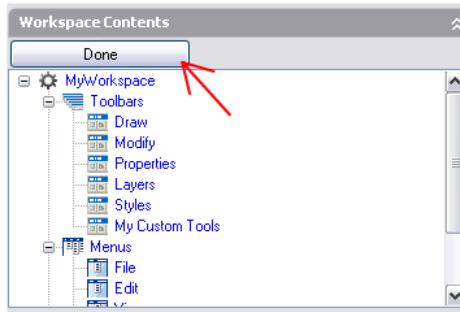 Workspace Contents
Done
MyWorkspace
Toolbars
Draw
Modify
Properties
Layers
Styles
My Custom Tools
Menus
File
Edit